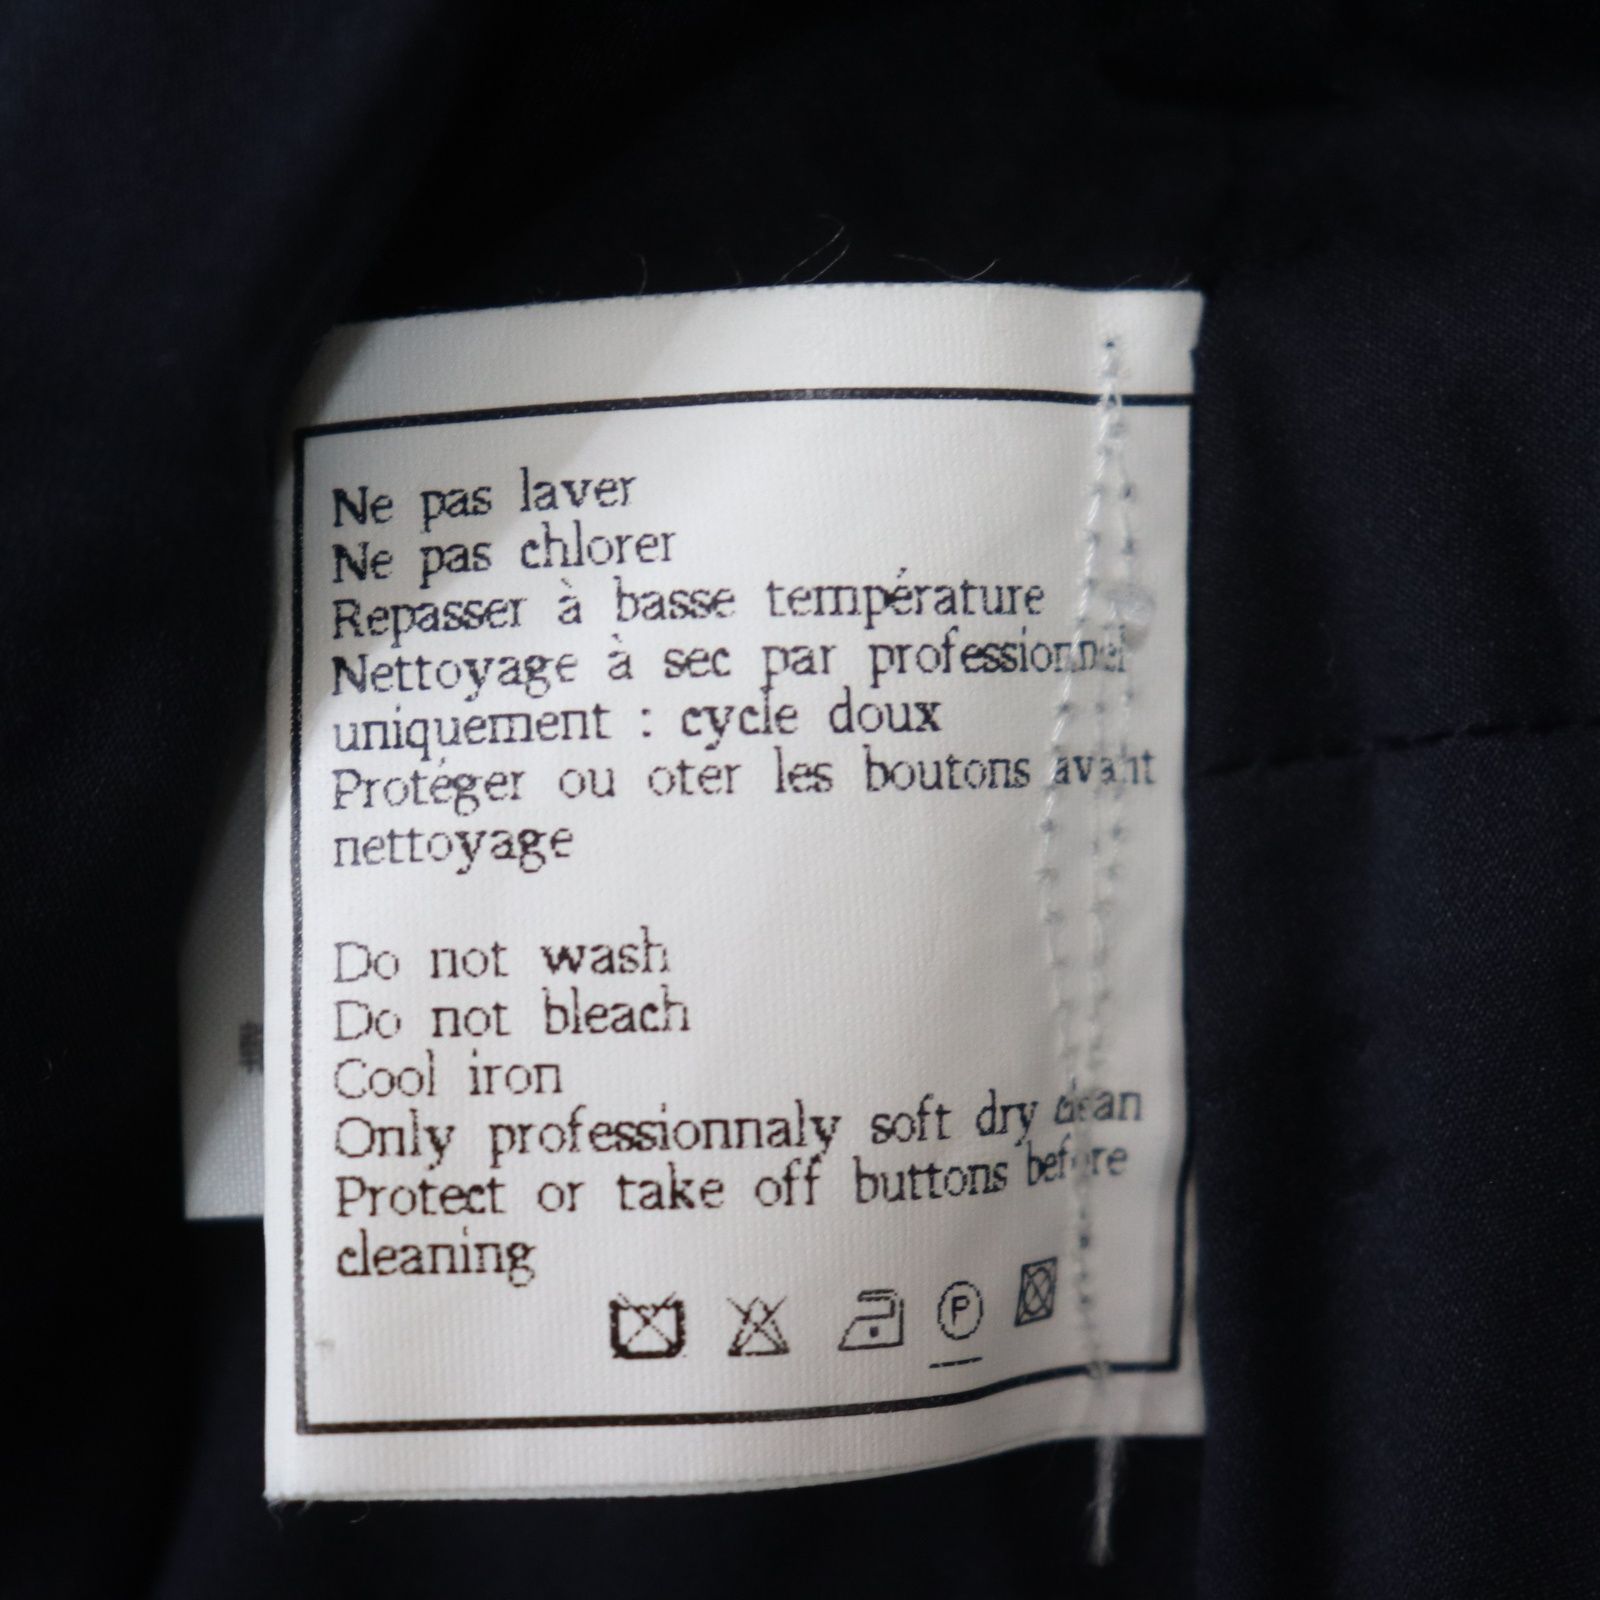 Ne pas laver
Ne pas chlorer
Repasser à basse température
Nettoyage à sec par professionnel
uniquement : cycle doux
Protéger ou oter les boutons avant
nettoyage
Do not wash
Do not bleach
Cool iron
Only professionnaly soft dry clean
Protect or take off buttons before
cleaning
P